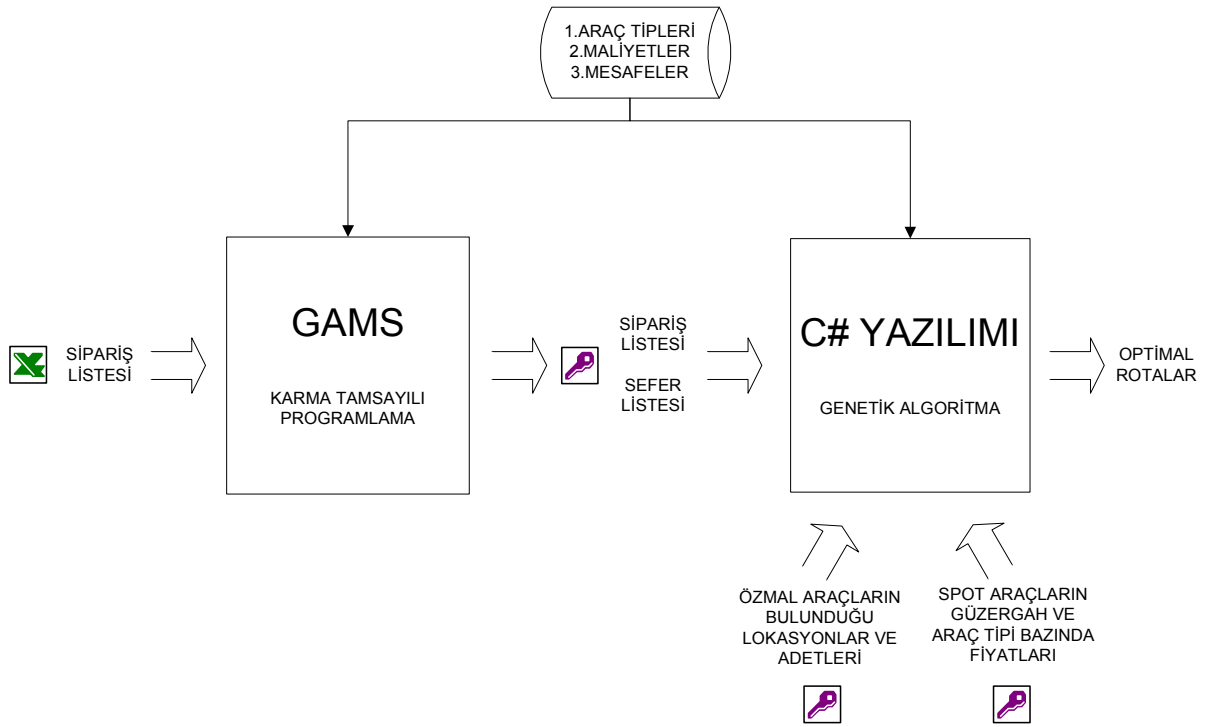 1.ARAÇ TİPLERİ
2.MALİYETLER
3.MESAFELER
GAMS
KARMA TAMSAYILI
PROGRAMLAMA
SİPARİŞ
LİSTESİ
SİPARİŞ
LİSTESİ
SEFER
LİSTESİ
C# YAZILIMI
GENETİK ALGORİTMA
OPTİMAL
ROTALAR
ÖZMAL ARAÇLARIN
BULUNDUĞU
LOKASYONLAR VE
ADETLERİ
SPOT ARAÇLARIN
GÜZERGAH VE
ARAÇ TİPİ BAZINDA
FİYATLARI